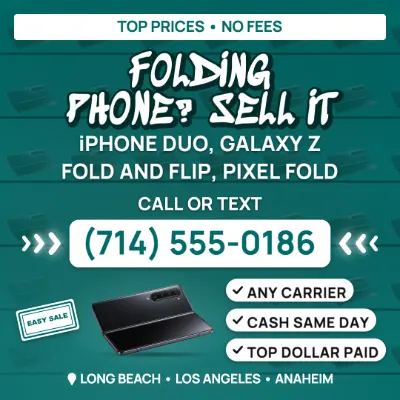 TOP PRICES • NO FEES
FOLDING
PHONE? SELL IT
iPHONE DUO, GALAXY Z
FOLD AND FLIP, PIXEL FOLD
CALL OR TEXT
(714) 555-0186
EASY SALE
ANY CARRIER
CASH SAME DAY
TOP DOLLAR PAID
LONG BEACH • LOS ANGELES • ANAHEIM